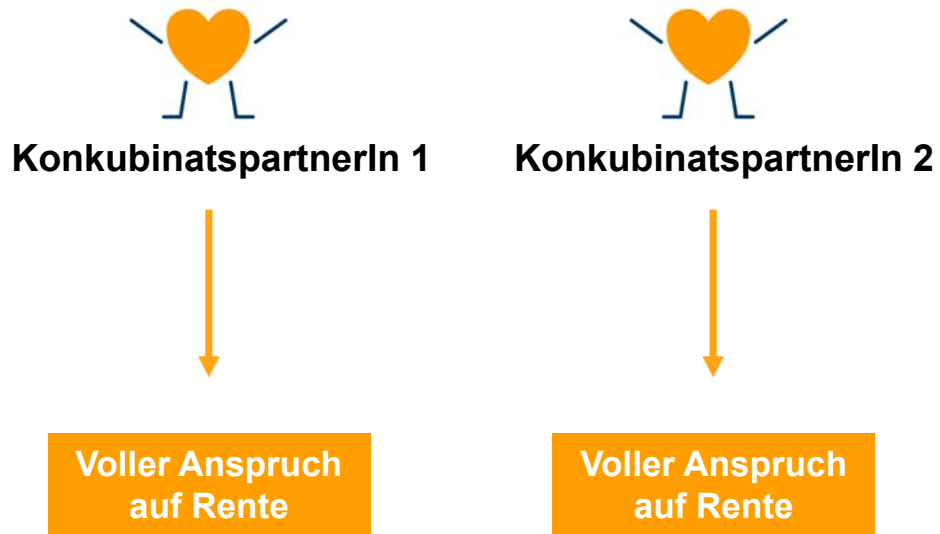 KonkubinatspartnerIn 1
KonkubinatspartnerIn 2
Voller Anspruch
auf Rente
Voller Anspruch
auf Rente